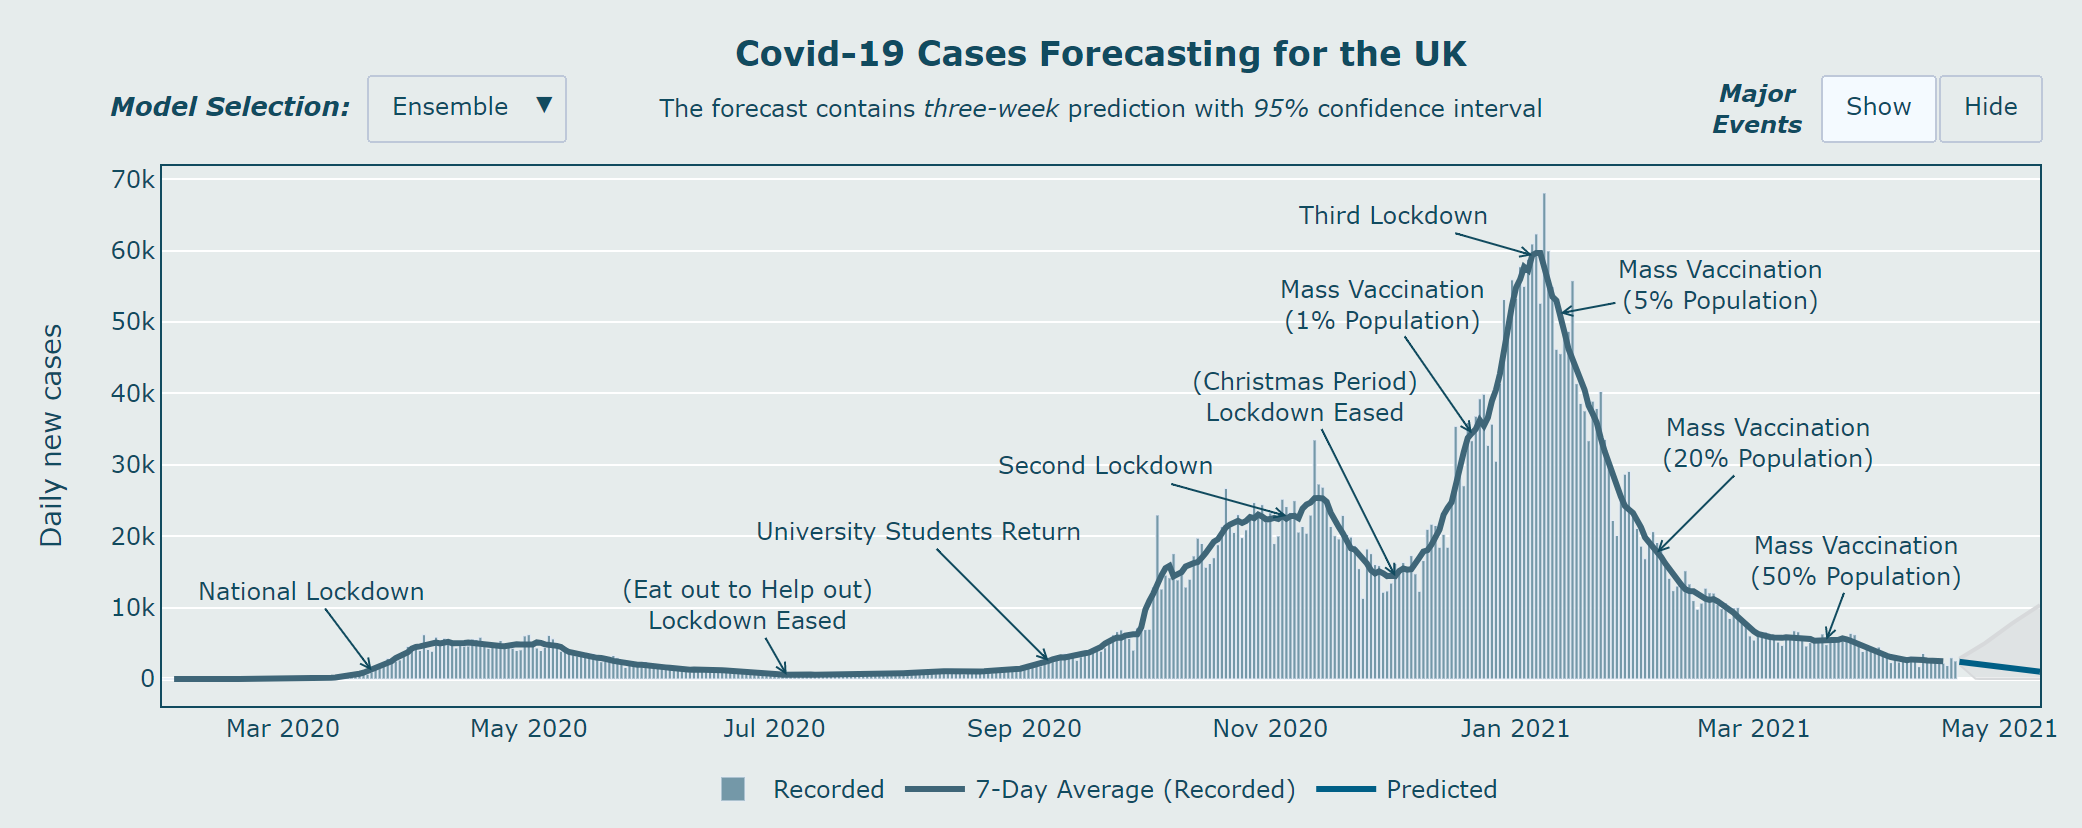 Covid-19 Cases Forecasting for the UK
Model Selection:
Ensemble ▼
The forecast contains three-week prediction with 95% confidence interval
Major
Events
Show
Hide
Daily new cases
70k
60k
50k
40k
30k
20k
10k
0
National Lockdown
(Eat out to Help out)
Lockdown Eased
University Students Return
Second Lockdown
(Christmas Period)
Lockdown Eased
Mass Vaccination
(1% Population)
Third Lockdown
Mass Vaccination
(5% Population)
Mass Vaccination
(20% Population)
Mass Vaccination
(50% Population)
Mar 2020
May 2020
Jul 2020
Sep 2020
Nov 2020
Jan 2021
Mar 2021
May 2021
Recorded
7-Day Average (Recorded)
Predicted